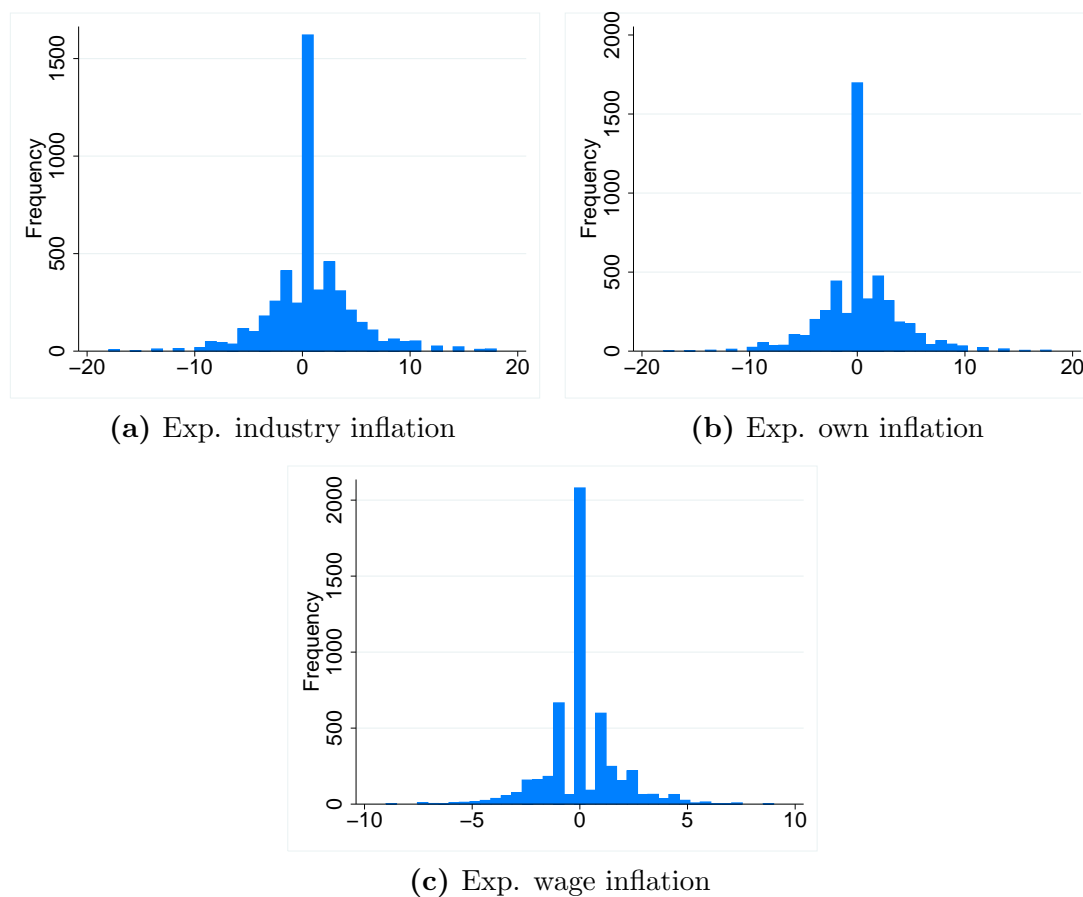 Frequency
0 500 1000 1500
−20 −10 0 10 20
(a) Exp. industry inflation
Frequency
0 500 1000 1500 2000
−20 −10 0 10 20
(b) Exp. own inflation
Frequency
0 500 1000 1500 2000
−10 −5 0 5 10
(c) Exp. wage inflation